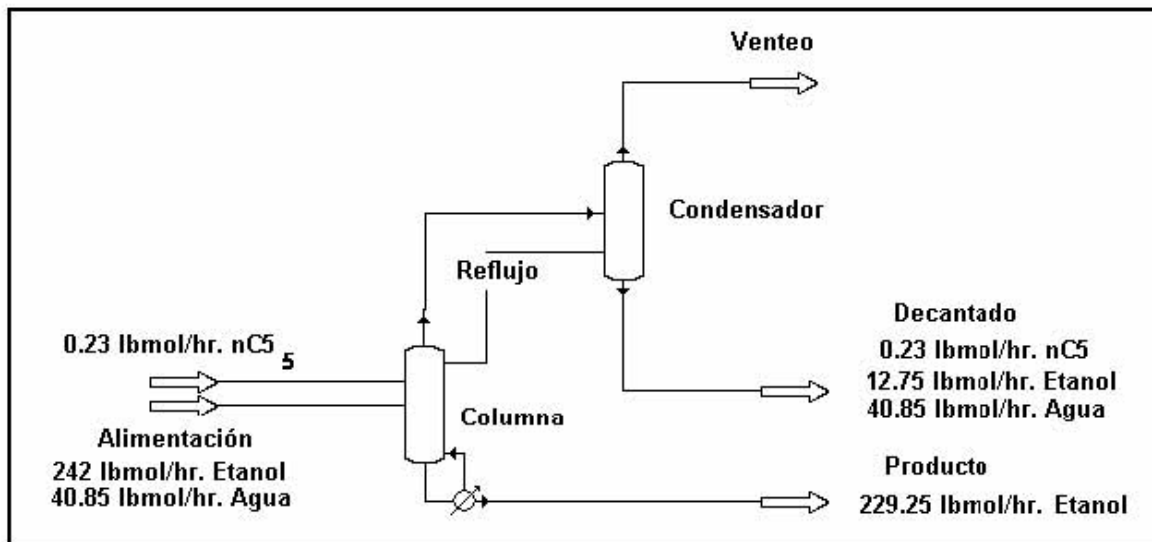 Venteo
Condensador
Reflujo
0.23 lbmol/hr. nC5
5
Columna
Alimentación
242 lbmol/hr. Etanol
40.85 lbmol/hr. Agua
Decantado
0.23 lbmol/hr. nC5
12.75 lbmol/hr. Etanol
40.85 lbmol/hr. Agua
Producto
229.25 lbmol/hr. Etanol